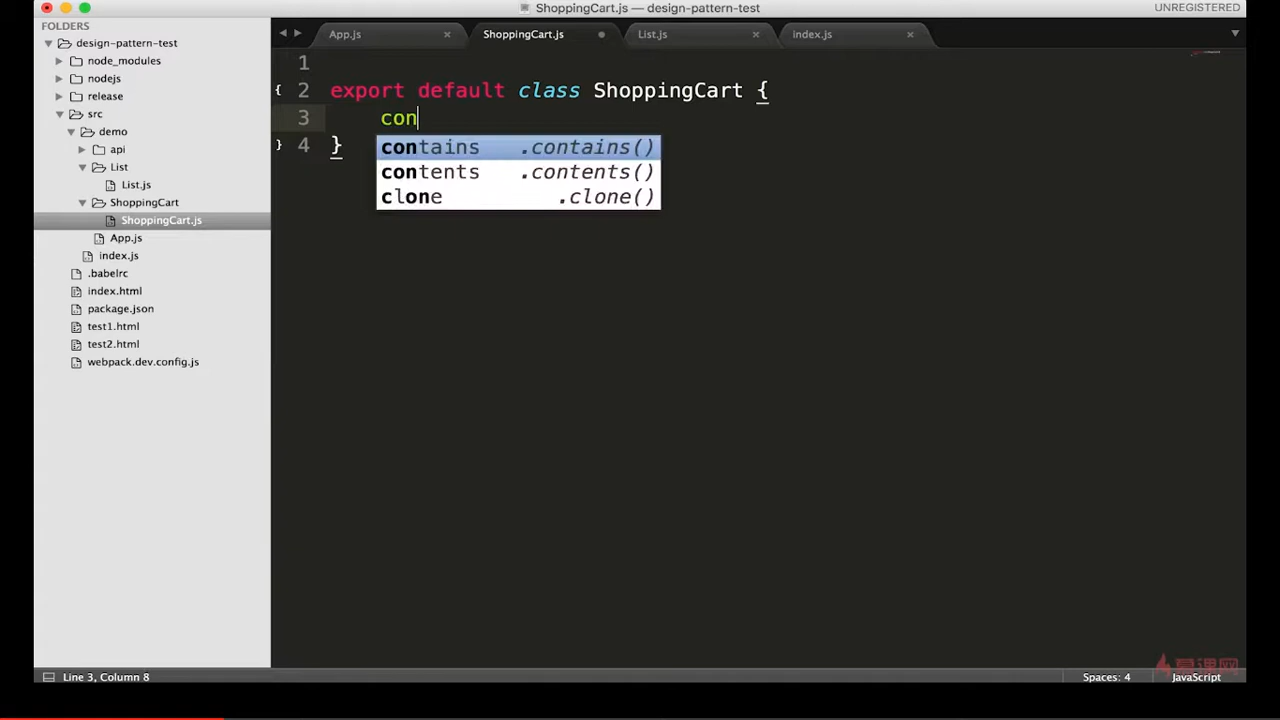 ShoppingCart.js — design-pattern-test
UNREGISTERED
FOLDERS
design-pattern-test
node_modules
nodejs
release
src
demo
api
List
List.js
ShoppingCart
ShoppingCart.js
App.js
index.js
.babelrc
index.html
package.json
test1.html
test2.html
webpack.dev.config.js
App.js
ShoppingCart.js
List.js
index.js
1
2 export default class ShoppingCart {
3 con
4 }
contains .contains()
contents .contents()
clone .clone()
慕课网
Line 3, Column 8
Spaces: 4
JavaScript